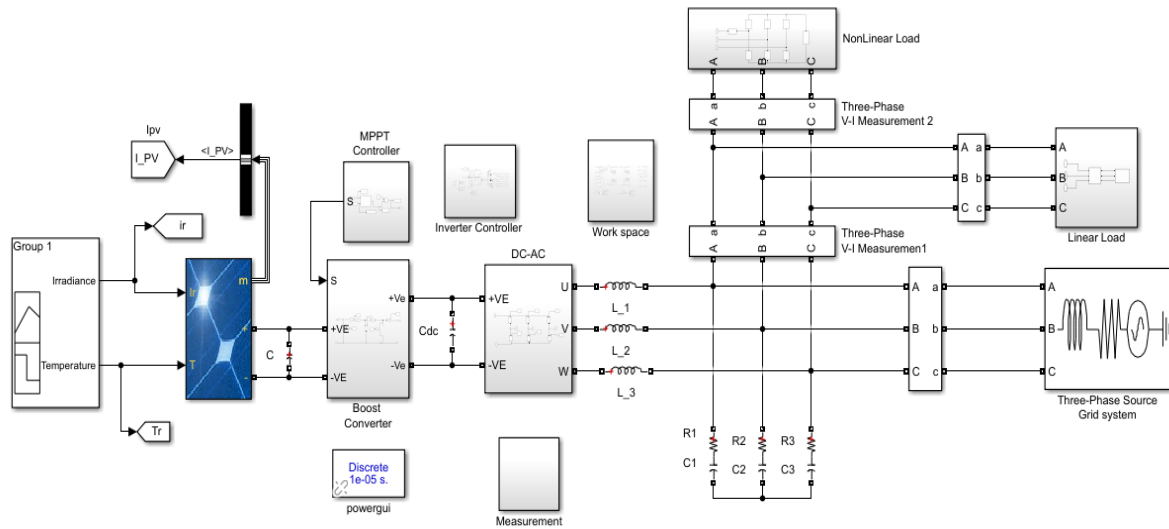 NonLinear Load
A B C
a b c
A B C
Three-Phase
V-I Measurement 2
Ipv
I_PV
<I_PV>
MPPT
Controller
S
Inverter Controller
Work space
A a
B b
C c
A
B
C
Linear Load
a b c
A B C
Three-Phase
V-I Measuremen1
ir
Group 1
Irradiance
Temperature
Tr
m
Ir
T
+
-
C
S
+VE
-VE
+Ve
-Ve
Boost
Converter
Cdc
DC-AC
+VE
-VE
U
V
W
L_1
L_2
L_3
A a
B b
C c
A
B
C
Three-Phase Source
Grid system
R1
R2
R3
C1
C2
C3
Discrete
1e-05 s.
powergui
Measurement